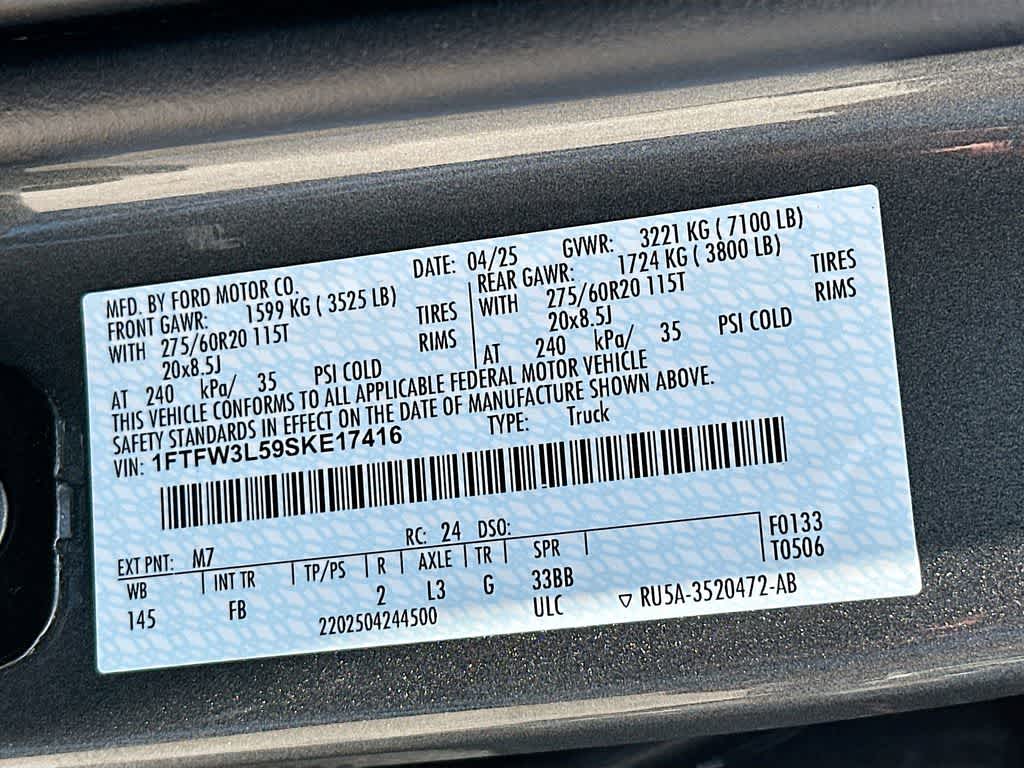 MFD. BY FORD MOTOR CO. DATE: 04/25 GVWR: 3221 KG ( 7100 LB)
FRONT GAWR: 1599 KG ( 3525 LB) REAR GAWR: 1724 KG ( 3800 LB)
WITH 275/60R20 115T TIRES WITH 275/60R20 115T TIRES
20x8.5J RIMS 20x8.5J RIMS
AT 240 kPa/ 35 PSI COLD AT 240 kPa/ 35 PSI COLD
THIS VEHICLE CONFORMS TO ALL APPLICABLE FEDERAL MOTOR VEHICLE
SAFETY STANDARDS IN EFFECT ON THE DATE OF MANUFACTURE SHOWN ABOVE.
VIN: 1FTFW3L59SKE17416 TYPE: Truck
EXT PNT: M7 RC: 24 DSO: F0133
WB INT TR TP/PS R AXLE TR SPR T0506
145 FB 2 L3 G 33BB
2202504244500 ULC ▽ RU5A-3520472-AB